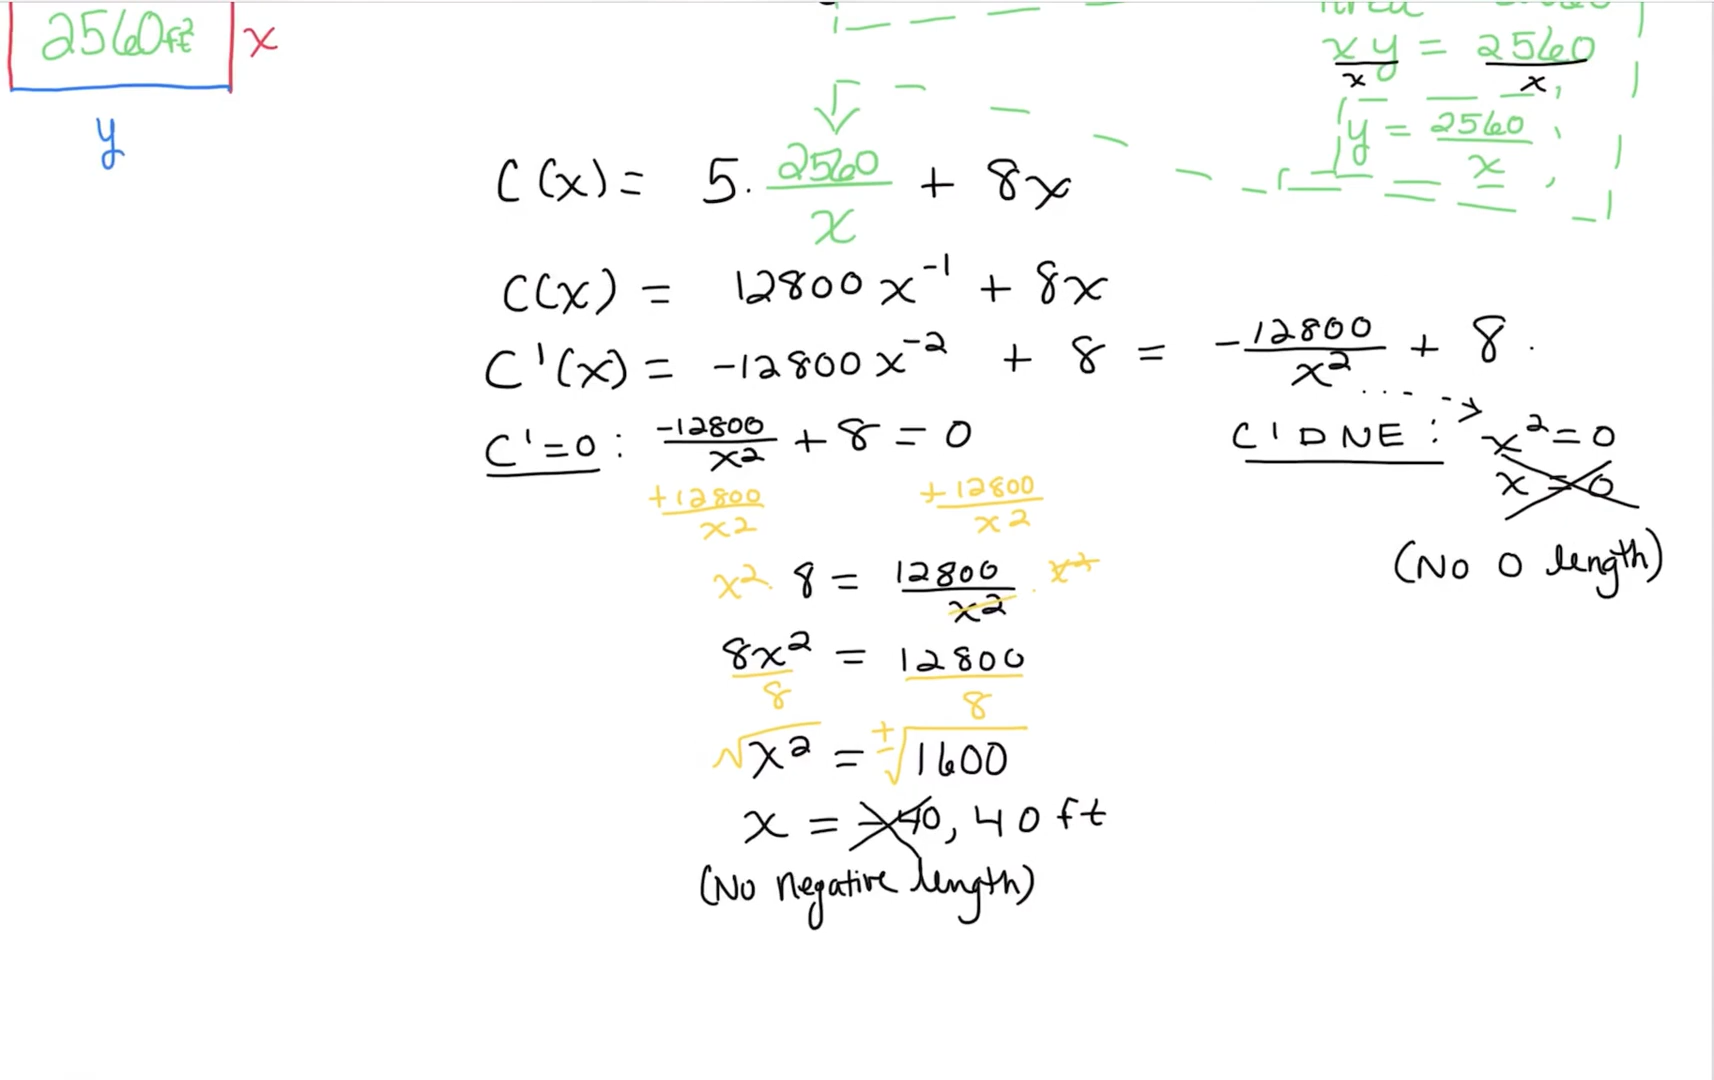 2560ft² x
y
xy = 2560
x x
y = 2560/x
C(x) = 5 · 2560/x + 8x
C(x) = 12800x⁻¹ + 8x
C'(x) = -12800x⁻² + 8 = -12800/x² + 8.
C'=0: -12800/x² + 8 = 0
+12800/x² +12800/x²
x² · 8 = 12800/x² · x²
8x² = 12800
8 8
√x² = ±√1600
x = -40, 40 ft
(No negative length)
C' DNE: x² = 0
x = 0
(No 0 length)